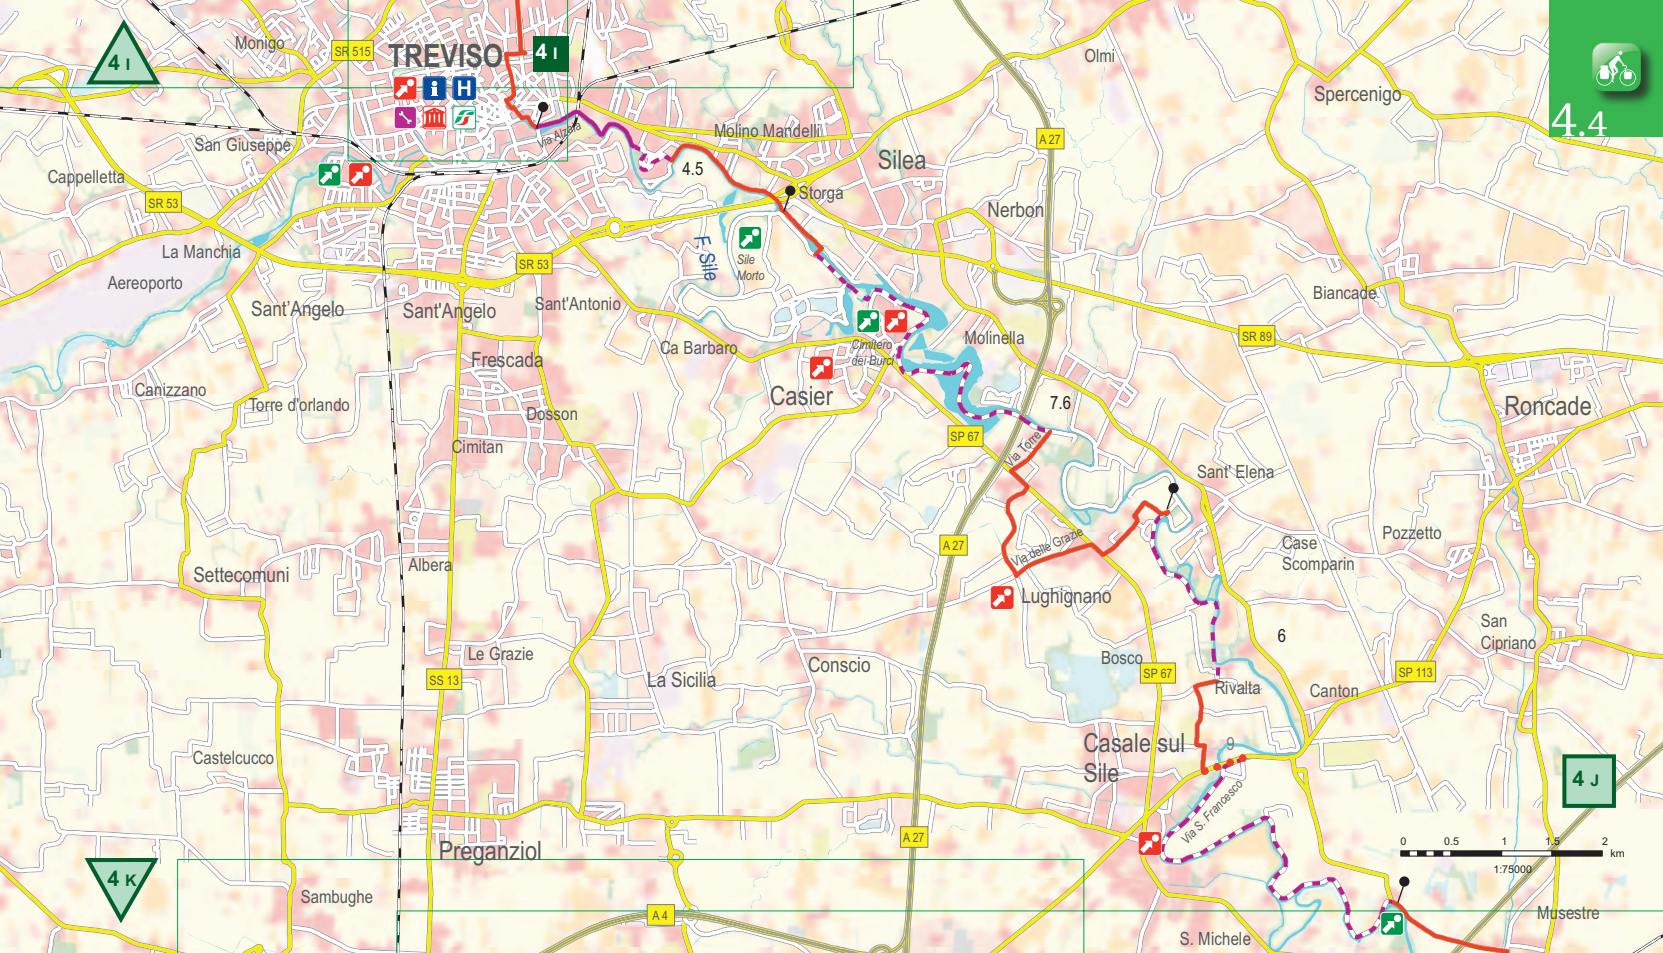 4 I
Monigo
SR 515
TREVISO
4 I
Olmi
Spercenigo
4.4
A 27
Via Alzaia
Molino Mandelli
San Giuseppe
Silea
Cappelletta
4.5
SR 53
Storga
Nerbon
La Manchia
F. Sile
Sile
Morto
SR 53
Aereoporto
Biancade
Sant'Angelo
Sant'Angelo
Sant'Antonio
SR 89
Molinella
Ca Barbaro
Cimitero
dei Burci
Frescada
Canizzano
Casier
Torre d'orlando
7.6
Roncade
Dosson
SP 67
Cimitan
Via Torre
Sant' Elena
Pozzetto
A 27
Via delle Grazie
Case
Scomparin
Albera
Settecomuni
Lughignano
San
Cipriano
6
Le Grazie
Bosco
Conscio
SP 67
SP 113
La Sicilia
SS 13
Rivalta
Canton
Casale sul
Sile
9
Castelcucco
4 J
Via S. Francesco
A 27
0 0.5 1 1.5 2
km
1:75000
Preganziol
4 K
Sambughe
A 4
Musestre
S. Michele